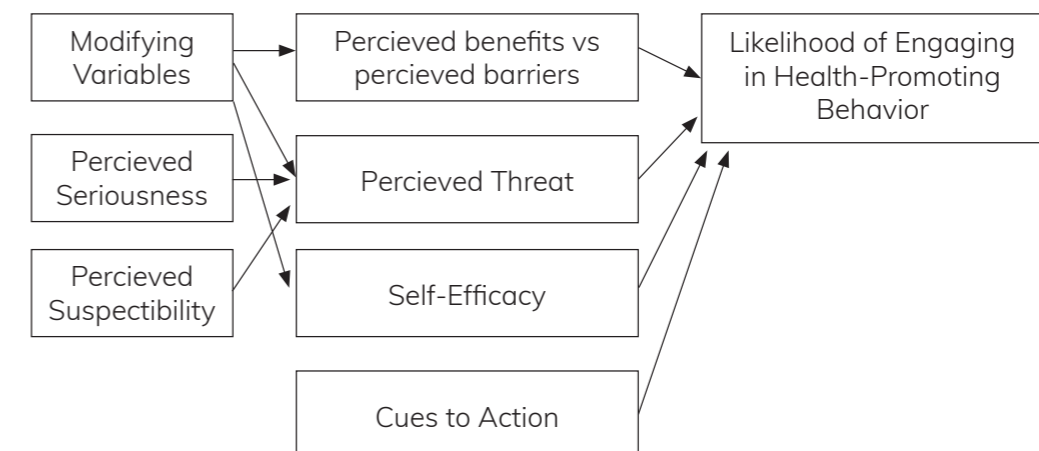 Modifying
Variables
Percieved benefits vs
percieved barriers
Likelihood of Engaging
in Health-Promoting
Behavior
Percieved
Seriousness
Percieved Threat
Percieved
Suspectibility
Self-Efficacy
Cues to Action